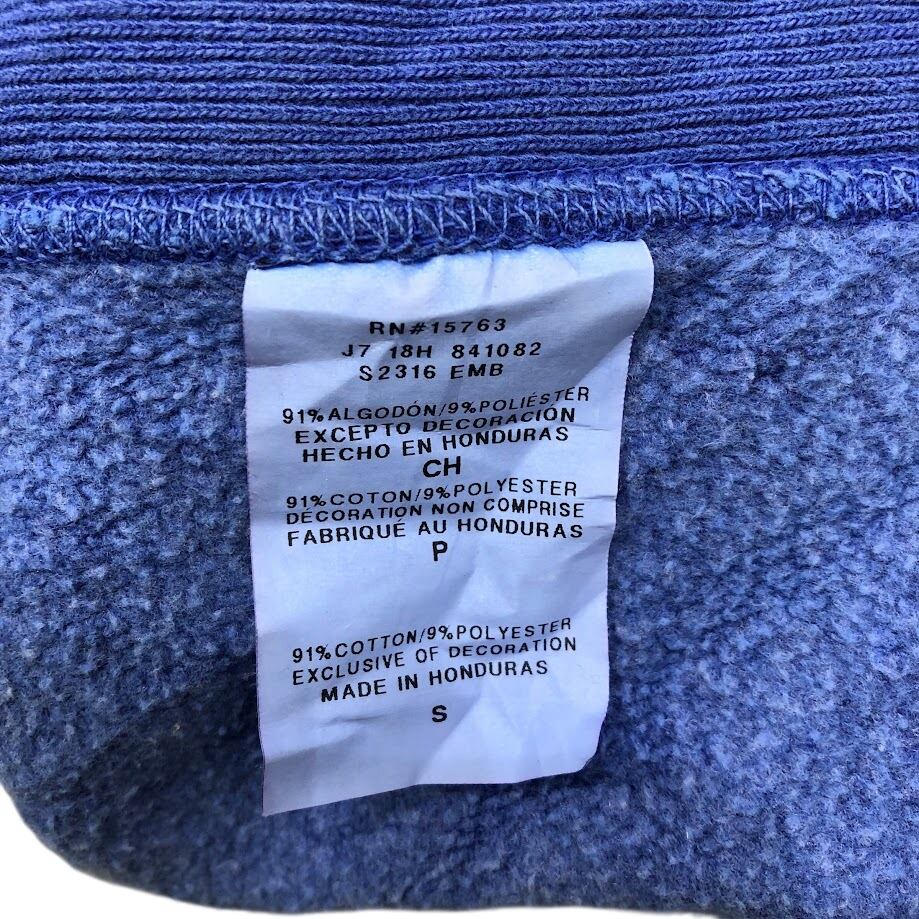 RN#15763
J7 18H 841082
S2316 EMB
91%ALGODÓN/9%POLIÉSTER
EXCEPTO DECORACIÓN
HECHO EN HONDURAS
CH
91%COTON/9%POLYESTER
DÉCORATION NON COMPRISE
FABRIQUÉ AU HONDURAS
P
91%COTTON/9%POLYESTER
EXCLUSIVE OF DECORATION
MADE IN HONDURAS
S